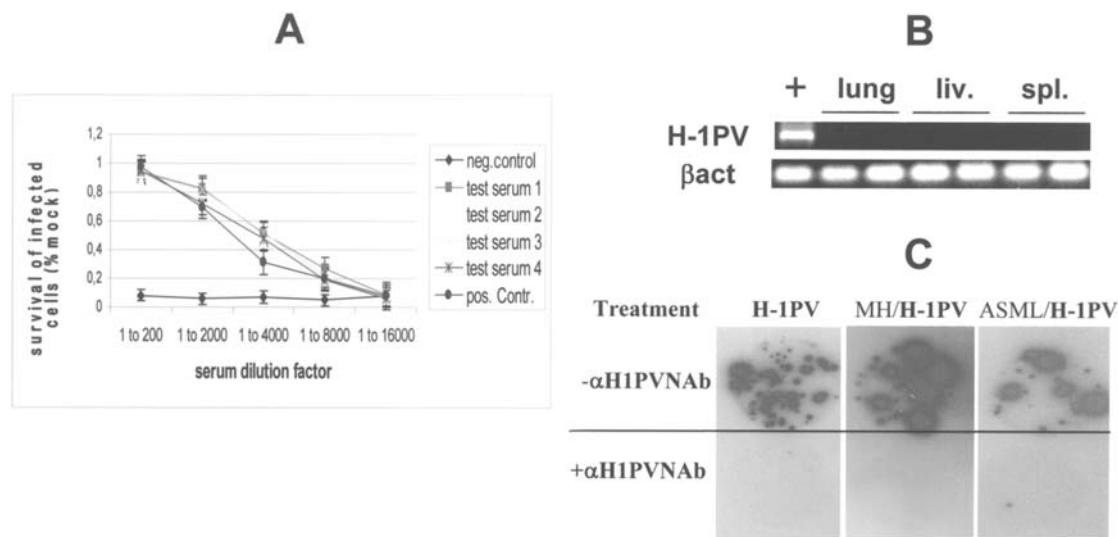 A
survival of infected
cells (% mock)
1,2
1
0,8
0,6
0,4
0,2
0
1 to 200 1 to 2000 1 to 4000 1 to 8000 1 to 16000
serum dilution factor
neg.control
test serum 1
test serum 2
test serum 3
test serum 4
pos. Contr.
B
+ lung liv. spl.
H-1PV
βact
C
Treatment H-1PV MH/H-1PV ASML/H-1PV
-αH1PVNAb
+αH1PVNAb